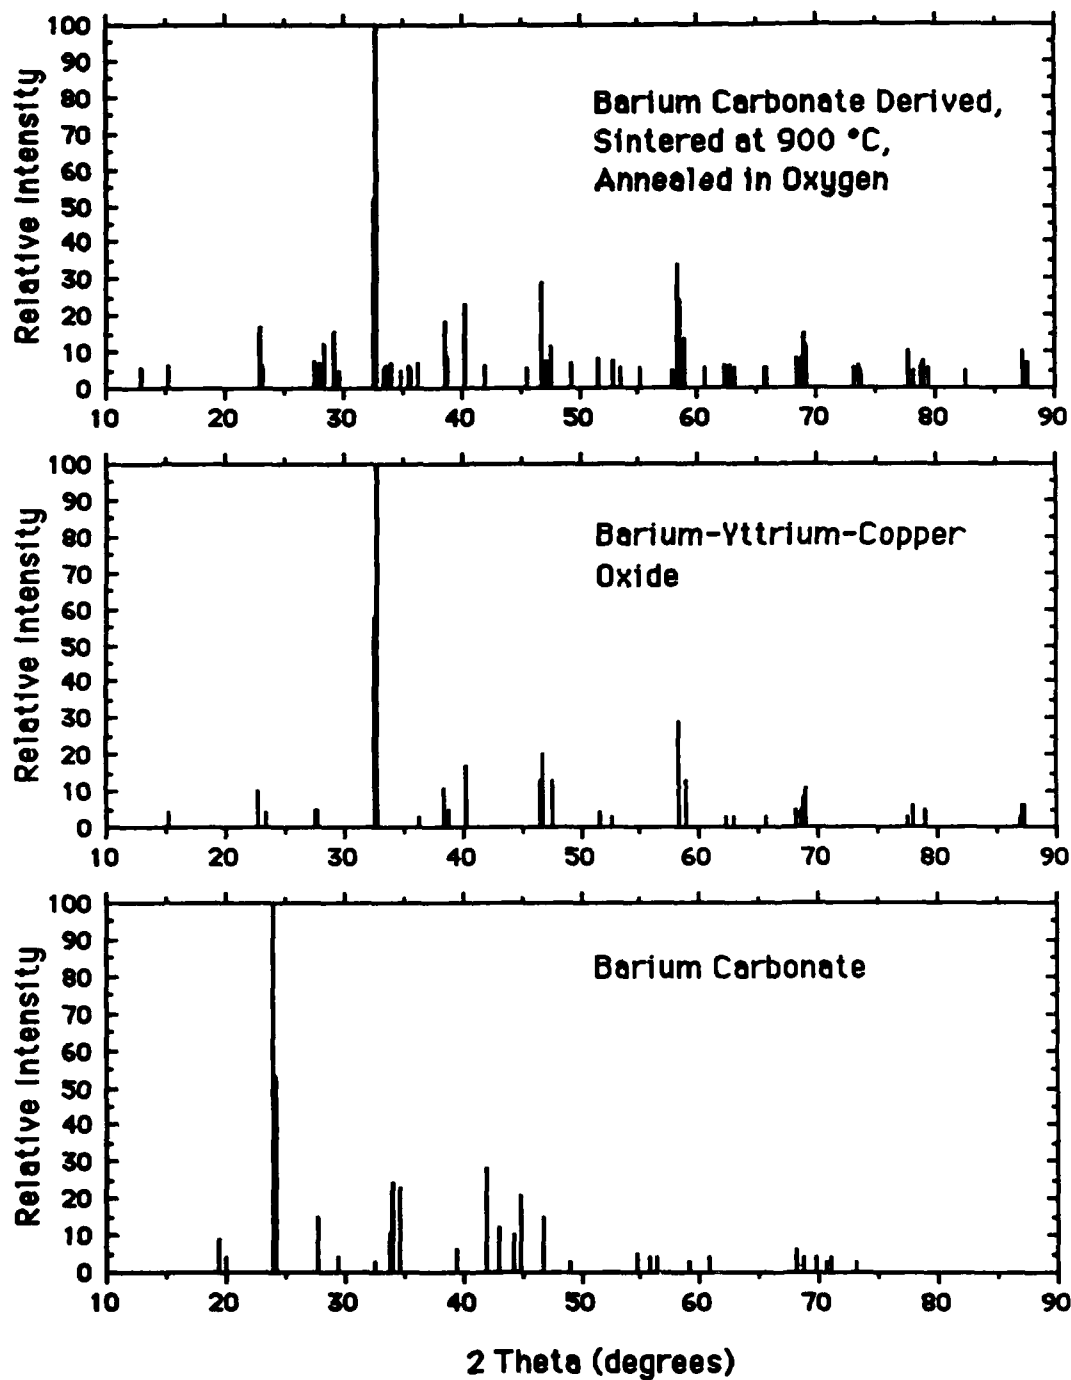 Relative Intensity
100
90
80
70
60
50
40
30
20
10
0
Barium Carbonate Derived,
Sintered at 900 °C,
Annealed in Oxygen
10 20 30 40 50 60 70 80 90
Relative Intensity
100
90
80
70
60
50
40
30
20
10
0
Barium-Yttrium-Copper
Oxide
10 20 30 40 50 60 70 80 90
Relative Intensity
100
90
80
70
60
50
40
30
20
10
0
Barium Carbonate
10 20 30 40 50 60 70 80 90
2 Theta (degrees)